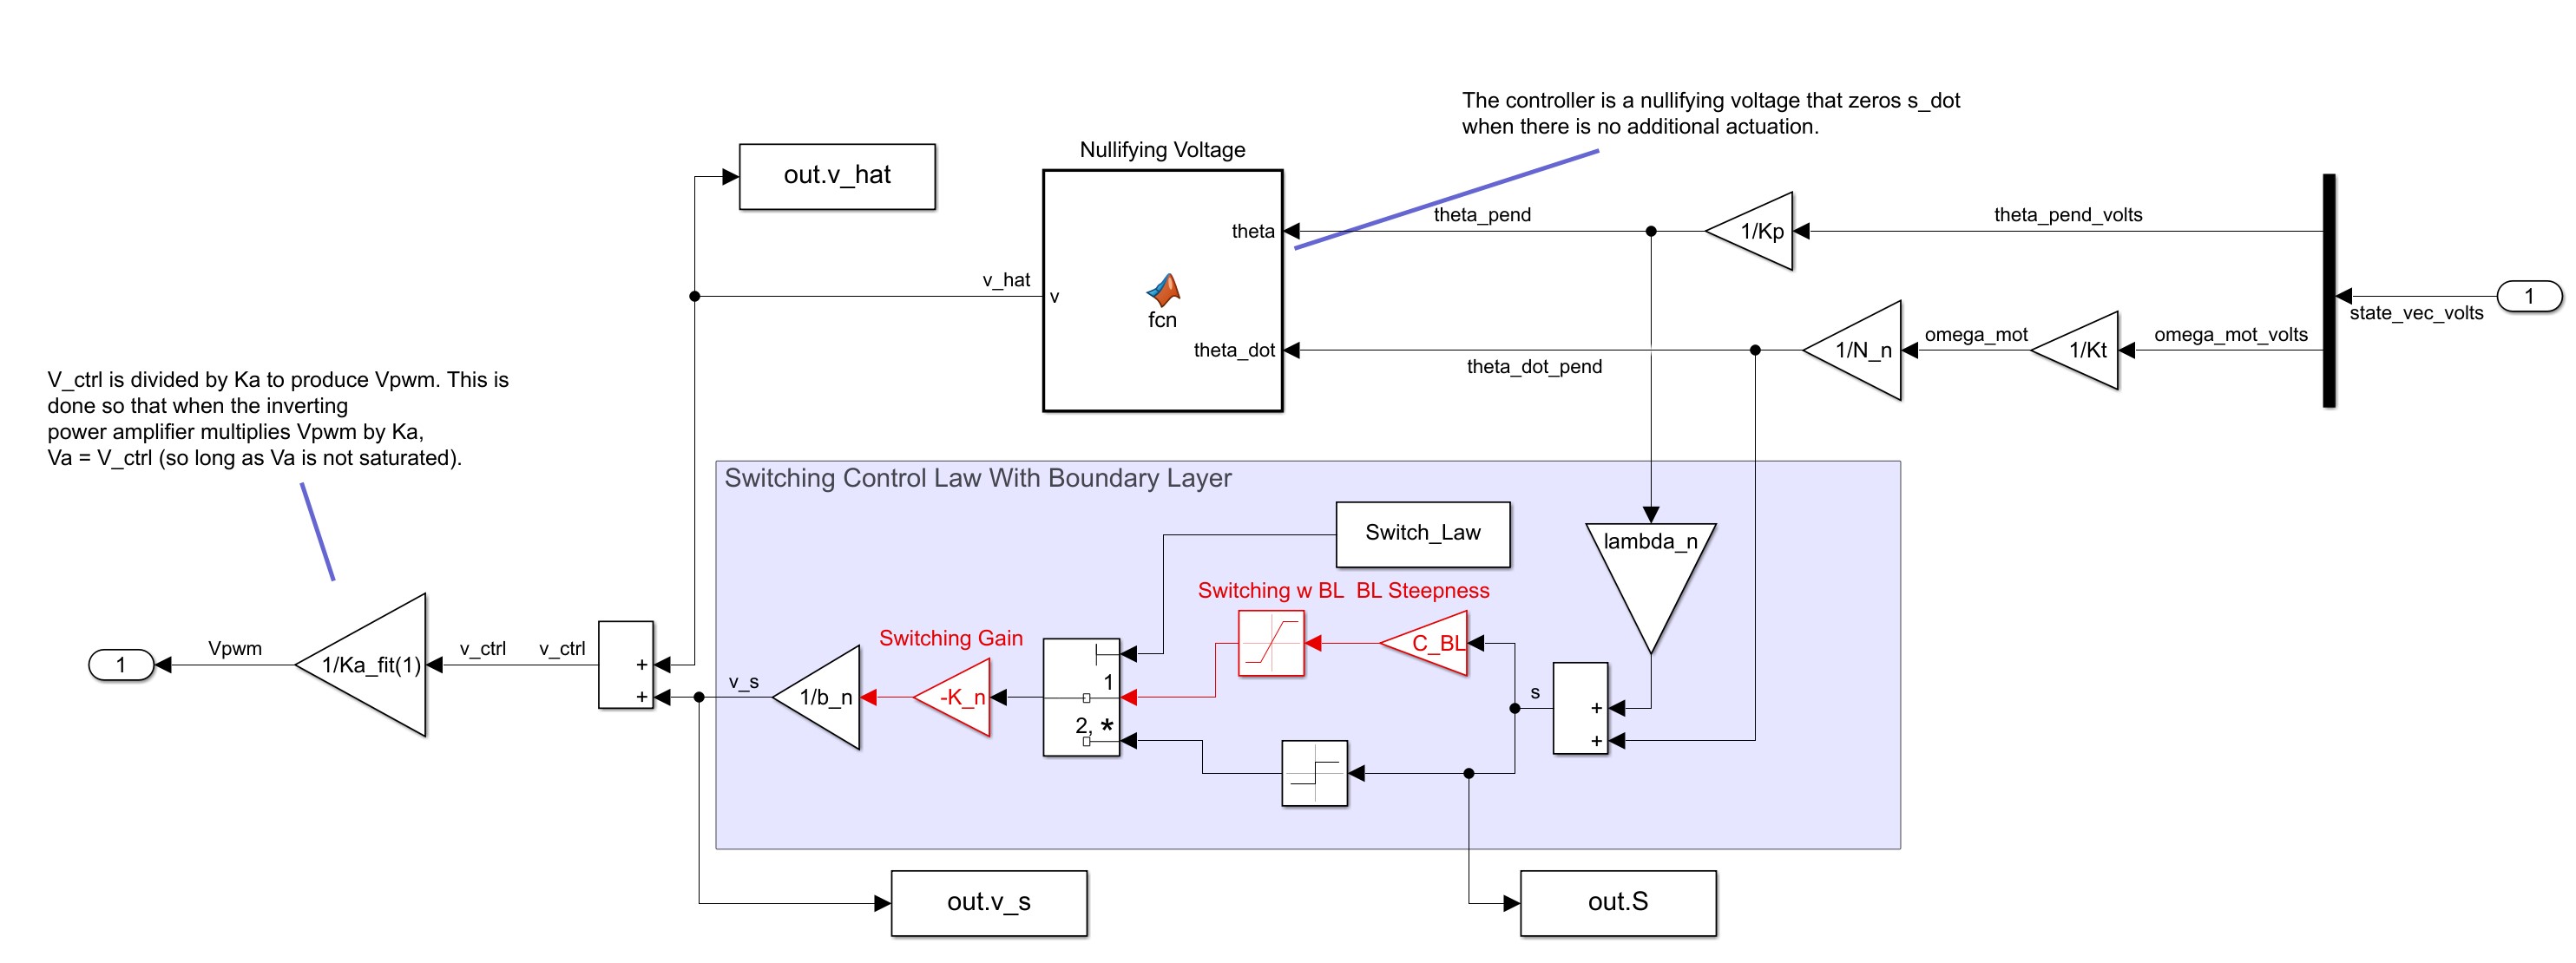 The controller is a nullifying voltage that zeros s_dot
when there is no additional actuation.
Nullifying Voltage
out.v_hat
theta
theta_pend
1/Kp
theta_pend_volts
v_hat
v
fcn
1
state_vec_volts
theta_dot
theta_dot_pend
1/N_n
omega_mot
1/Kt
omega_mot_volts
V_ctrl is divided by Ka to produce Vpwm. This is
done so that when the inverting
power amplifier multiplies Vpwm by Ka,
Va = V_ctrl (so long as Va is not saturated).
Switching Control Law With Boundary Layer
Switch_Law
lambda_n
Switching w BL
BL Steepness
Switching Gain
C_BL
1
Vpwm
1/Ka_fit(1)
v_ctrl
v_ctrl
+
+
v_s
1/b_n
-K_n
1
2, *
s
+
+
out.v_s
out.S